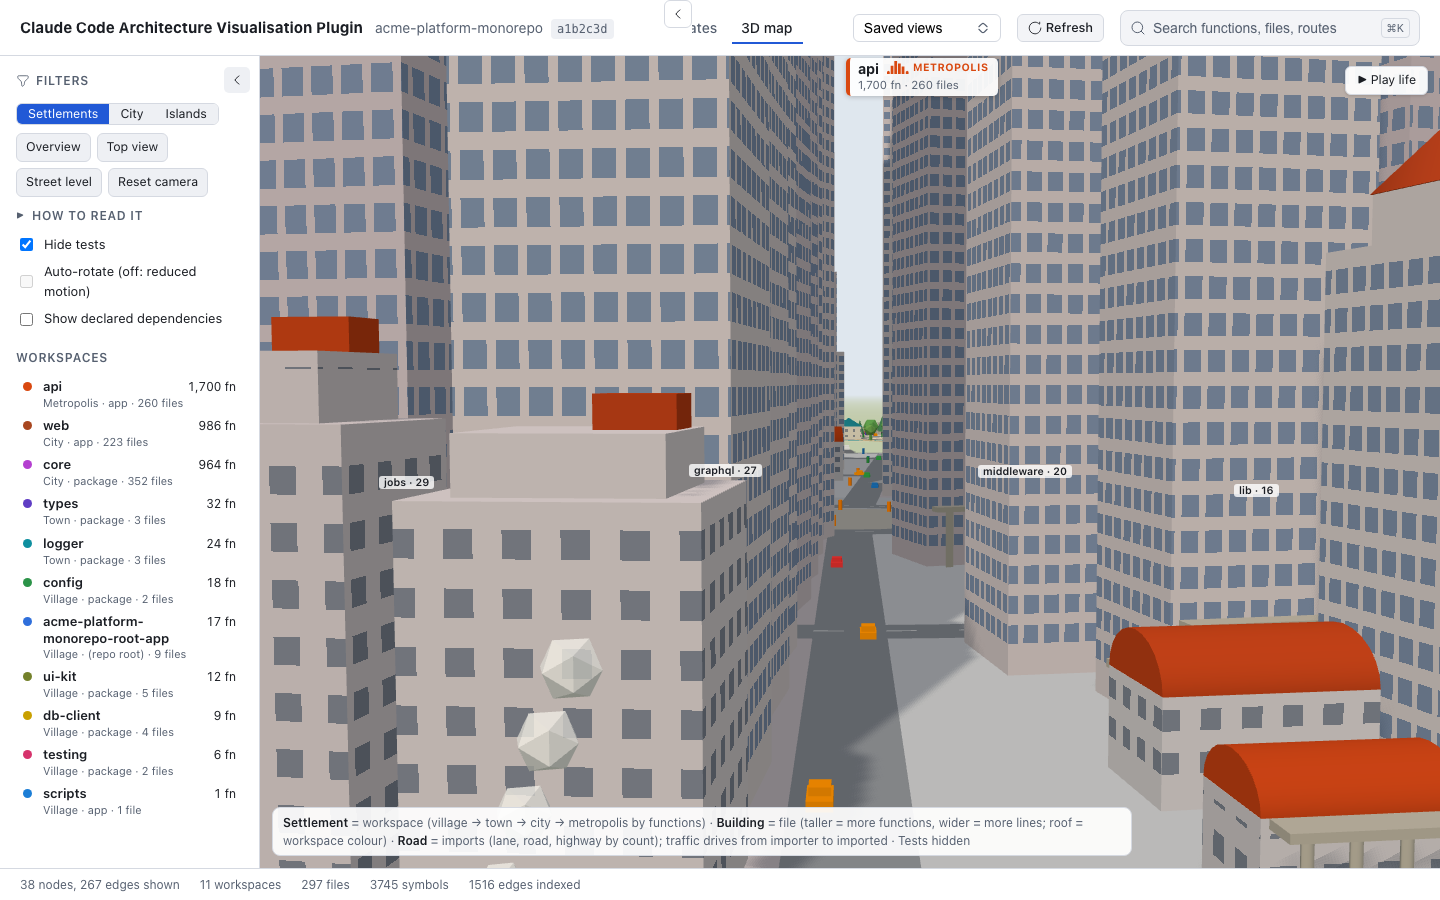 Claude Code Architecture Visualisation Plugin
acme-platform-monorepo
a1b2c3d
ates
3D map
Saved views
Refresh
Search functions, files, routes
⌘K
FILTERS
Settlements
City
Islands
Overview
Top view
Street level
Reset camera
HOW TO READ IT
Hide tests
Auto-rotate (off: reduced
motion)
Show declared dependencies
WORKSPACES
api 1,700 fn
Metropolis · app · 260 files
web 986 fn
City · app · 223 files
core 964 fn
City · package · 352 files
types 32 fn
Town · package · 3 files
logger 24 fn
Town · package · 3 files
config 18 fn
Village · package · 2 files
acme-platform- 17 fn
monorepo-root-app
Village · (repo root) · 9 files
ui-kit 12 fn
Village · package · 5 files
db-client 9 fn
Village · package · 4 files
testing 6 fn
Village · package · 2 files
scripts 1 fn
Village · app · 1 file
api METROPOLIS
1,700 fn · 260 files
Play life
jobs · 29
graphql · 27
middleware · 20
lib · 16
Settlement = workspace (village → town → city → metropolis by functions) · Building = file (taller = more functions, wider = more lines; roof =
workspace colour) · Road = imports (lane, road, highway by count); traffic drives from importer to imported · Tests hidden
38 nodes, 267 edges shown
11 workspaces
297 files
3745 symbols
1516 edges indexed